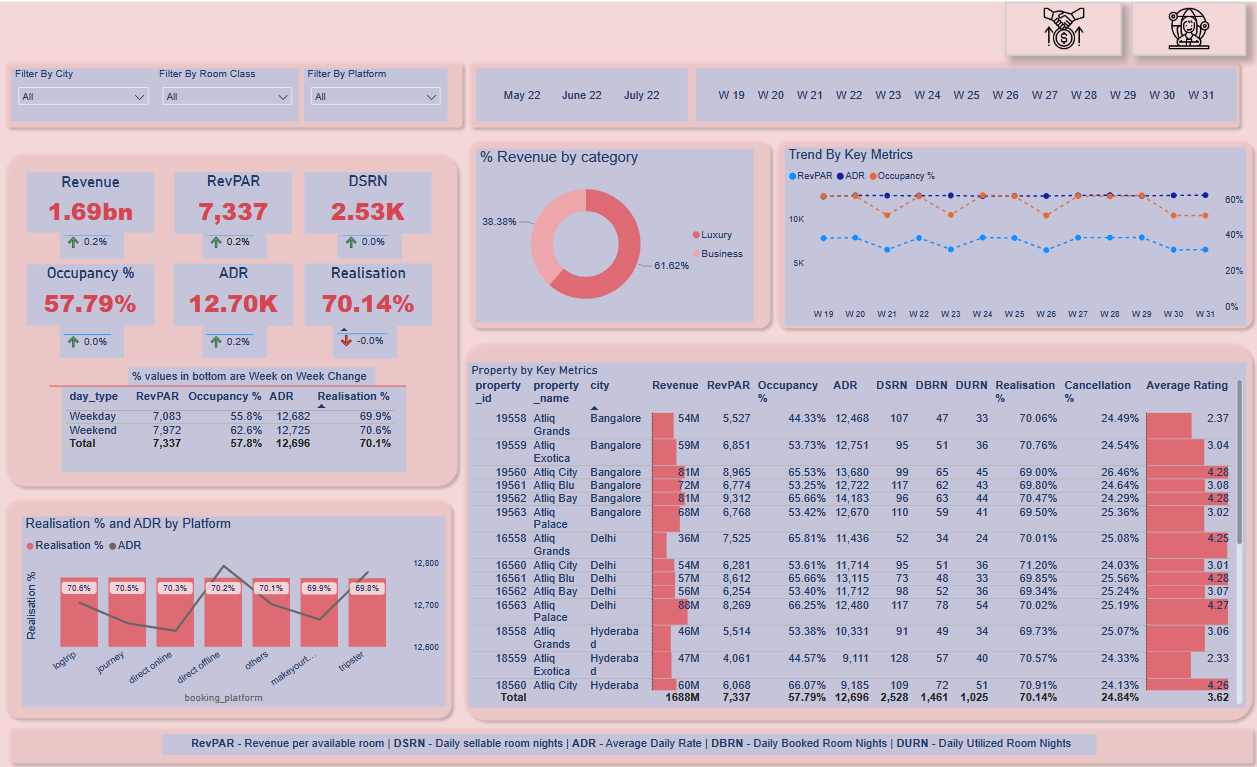 Filter By City
Filter By Room Class
Filter By Platform
All
All
All
May 22 June 22 July 22
W 19 W 20 W 21 W 22 W 23 W 24 W 25 W 26 W 27 W 28 W 29 W 30 W 31
Revenue
1.69bn
0.2%
RevPAR
7,337
0.2%
DSRN
2.53K
0.0%
Occupancy %
57.79%
0.0%
ADR
12.70K
0.2%
Realisation
70.14%
-0.0%
% values in bottom are Week on Week Change
day_type RevPAR Occupancy % ADR Realisation %
Weekday 7,083 55.8% 12,682 69.9%
Weekend 7,972 62.6% 12,725 70.6%
Total 7,337 57.8% 12,696 70.1%
% Revenue by category
38.38%
61.62%
Luxury
Business
Trend By Key Metrics
RevPAR ADR Occupancy %
10K
5K
60%
40%
20%
0%
W 19 W 20 W 21 W 22 W 23 W 24 W 25 W 26 W 27 W 28 W 29 W 30 W 31
Realisation % and ADR by Platform
Realisation % ADR
Realisation %
70.6% 70.5% 70.3% 70.2% 70.1% 69.9% 69.8%
12,800
12,700
12,600
logtrip journey direct online direct offline others makeyourt... tripster
booking_platform
Property by Key Metrics
property property city Revenue RevPAR Occupancy ADR DSRN DBRN DURN Realisation Cancellation Average Rating
_id _name % % %
19558 Atliq Bangalore 54M 5,527 44.33% 12,468 107 47 33 70.06% 24.49% 2.37
Grands
19559 Atliq Bangalore 59M 6,851 53.73% 12,751 95 51 36 70.76% 24.54% 3.04
Exotica
19560 Atliq City Bangalore 81M 8,965 65.53% 13,680 99 65 45 69.00% 26.46% 4.28
19561 Atliq Blu Bangalore 72M 6,774 53.25% 12,722 117 62 43 69.80% 24.64% 3.08
19562 Atliq Bay Bangalore 81M 9,312 65.66% 14,183 96 63 44 70.47% 24.29% 4.28
19563 Atliq Bangalore 68M 6,768 53.42% 12,670 110 59 41 69.50% 25.36% 3.02
Palace
16558 Atliq Delhi 36M 7,525 65.81% 11,436 52 34 24 70.01% 25.08% 4.25
Grands
16560 Atliq City Delhi 54M 6,281 53.61% 11,714 95 51 36 71.20% 24.03% 3.01
16561 Atliq Blu Delhi 57M 8,612 65.66% 13,115 73 48 33 69.85% 25.56% 4.28
16562 Atliq Bay Delhi 56M 6,254 53.40% 11,712 98 52 36 69.34% 25.24% 3.07
16563 Atliq Delhi 88M 8,269 66.25% 12,480 117 78 54 70.02% 25.19% 4.27
Palace
18558 Atliq Hyderaba 46M 5,514 53.38% 10,331 91 49 34 69.73% 25.07% 3.06
Grands d
18559 Atliq Hyderaba 47M 4,061 44.57% 9,111 128 57 40 70.57% 24.33% 2.33
Exotica d
18560 Atliq City Hyderaba 60M 6,068 66.07% 9,185 109 72 51 70.91% 24.13% 4.26
Total 1688M 7,337 57.79% 12,696 2,528 1,461 1,025 70.14% 24.84% 3.62
RevPAR - Revenue per available room | DSRN - Daily sellable room nights | ADR - Average Daily Rate | DBRN - Daily Booked Room Nights | DURN - Daily Utilized Room Nights